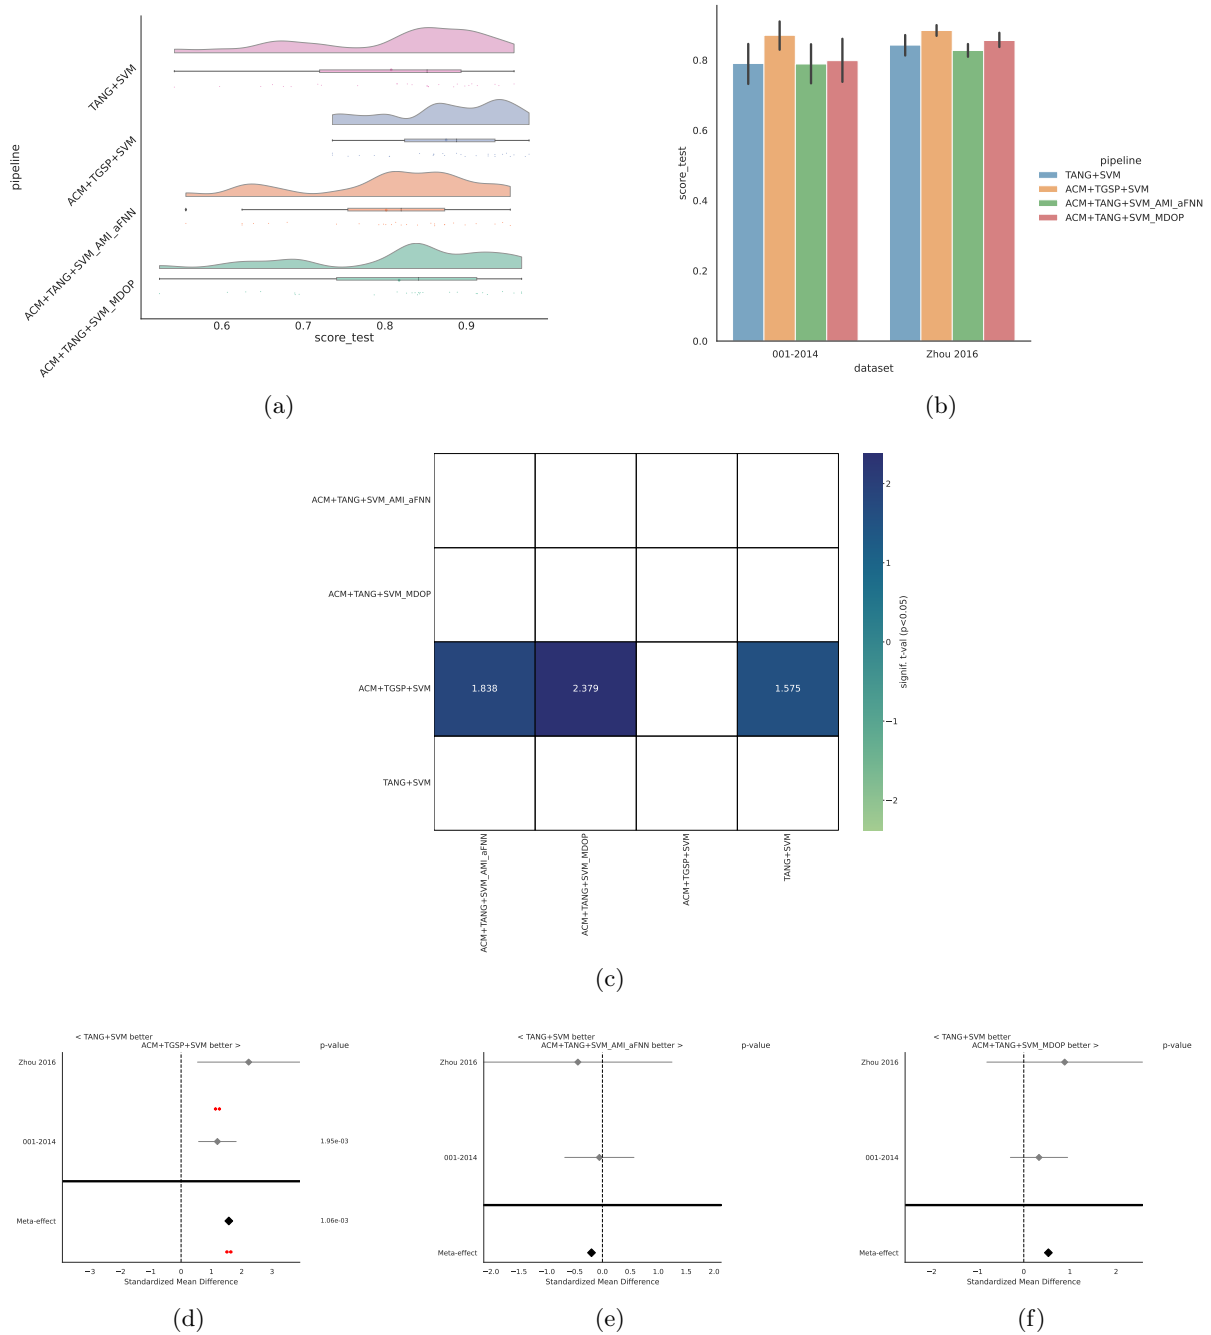 pipeline
TANG+SVM
ACM+TGSP+SVM
ACM+TANG+SVM_AMI_aFNN
ACM+TANG+SVM_MDOP
0.6 0.7 0.8 0.9
score_test
(a)
score_test
0.8
0.6
0.4
0.2
0.0
001-2014 Zhou 2016
dataset
pipeline
TANG+SVM
ACM+TGSP+SVM
ACM+TANG+SVM_AMI_aFNN
ACM+TANG+SVM_MDOP
(b)
ACM+TANG+SVM_AMI_aFNN
ACM+TANG+SVM_MDOP
ACM+TGSP+SVM
TANG+SVM
1.838 2.379 1.575
ACM+TANG+SVM_AMI_aFNN
ACM+TANG+SVM_MDOP
ACM+TGSP+SVM
TANG+SVM
2
1
0
−1
−2
signif. t-val (p<0.05)
(c)
< TANG+SVM better
ACM+TGSP+SVM better >
p-value
Zhou 2016
001-2014
1.95e-03
Meta-effect
1.06e-03
−3 −2 −1 0 1 2 3
Standardized Mean Difference
(d)
< TANG+SVM better
ACM+TANG+SVM_AMI_aFNN better >
p-value
Zhou 2016
001-2014
Meta-effect
−2.0 −1.5 −1.0 −0.5 0.0 0.5 1.0 1.5 2.0
Standardized Mean Difference
(e)
< TANG+SVM better
ACM+TANG+SVM_MDOP better >
p-value
Zhou 2016
001-2014
Meta-effect
−2 −1 0 1 2
Standardized Mean Difference
(f)